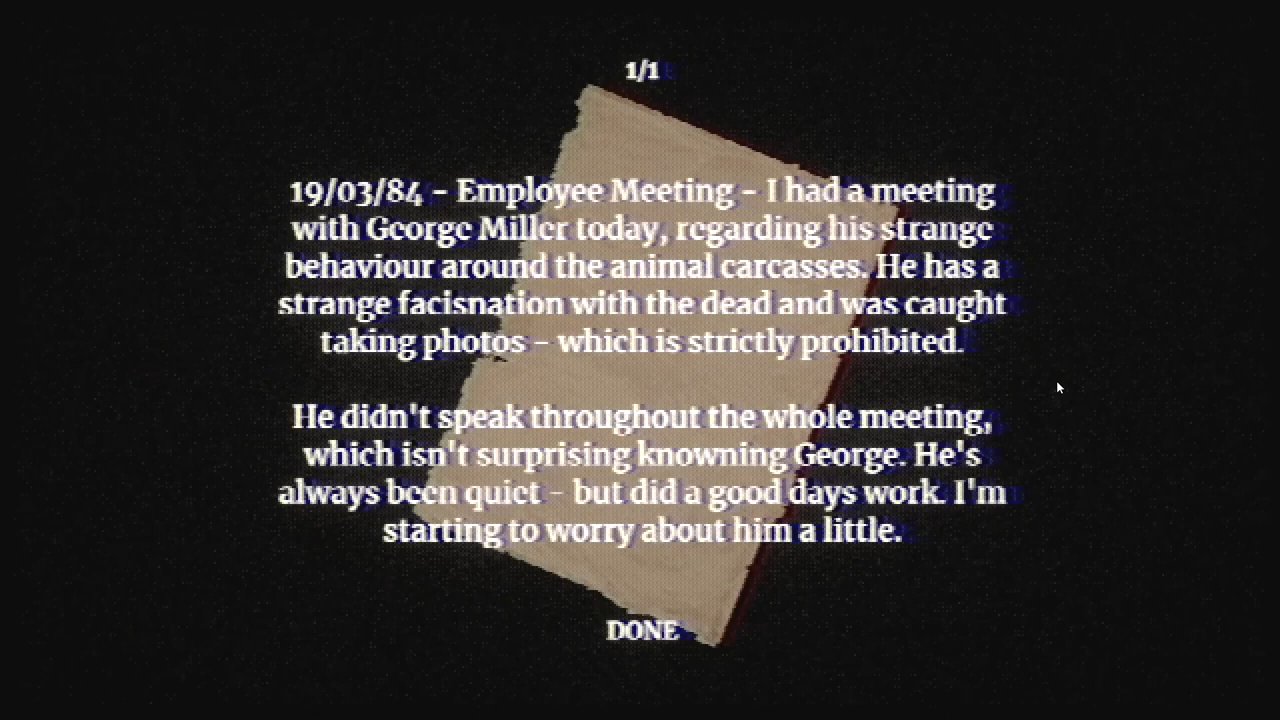 1/1
19/03/84 - Employee Meeting - I had a meeting
with George Miller today, regarding his strange
behaviour around the animal carcasses. He has a
strange facisnation with the dead and was caught
taking photos - which is strictly prohibited.
He didn't speak throughout the whole meeting,
which isn't surprising knowning George. He's
always been quiet - but did a good days work. I'm
starting to worry about him a little.
DONE